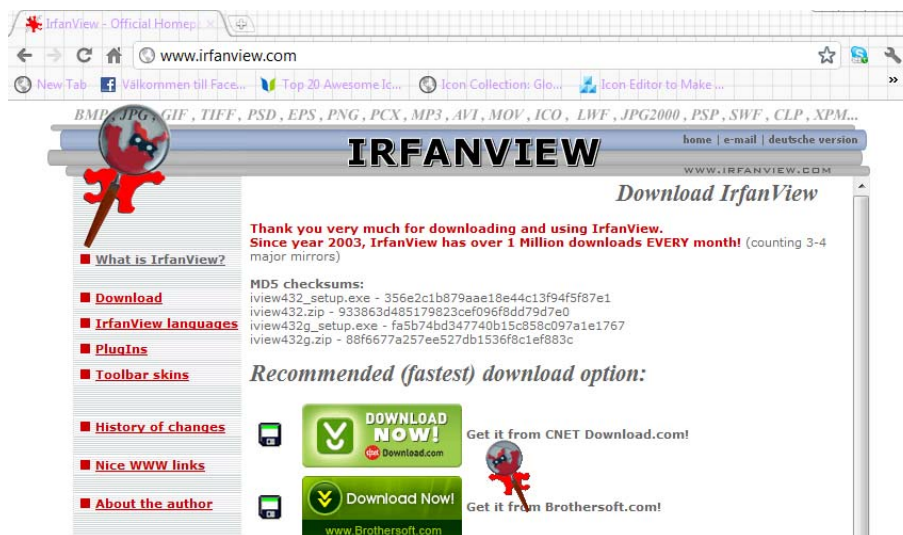 IrfanView - Official Homep
www.irfanview.com
New Tab Välkommen till Face... Top 20 Awesome Ic... Icon Collection: Glo... Icon Editor to Make ... »
BMP , JPG , GIF , TIFF , PSD , EPS , PNG , PCX , MP3 , AVI , MOV , ICO , LWF , JPG2000 , PSP , SWF , CLP , XPM...
IRFANVIEW
home | e-mail | deutsche version
WWW.IRFANVIEW.COM
Download IrfanView
Thank you very much for downloading and using IrfanView.
Since year 2003, IrfanView has over 1 Million downloads EVERY month! (counting 3-4
major mirrors)
What is IrfanView?
Download
IrfanView languages
PlugIns
Toolbar skins
History of changes
Nice WWW links
About the author
MD5 checksums:
iview432_setup.exe - 356e2c1b879aae18e44c13f94f5f87e1
iview432.zip - 933863d485179823cef096f8dd79d7e0
iview432g_setup.exe - fa5b74bd347740b15c858c097a1e1767
iview432g.zip - 88f6677a257ee527db1536f8c1ef883c
Recommended (fastest) download option:
DOWNLOAD
NOW!
cnet Download.com
Get it from CNET Download.com!
Download Now!
www.Brothersoft.com
Get it from Brothersoft.com!